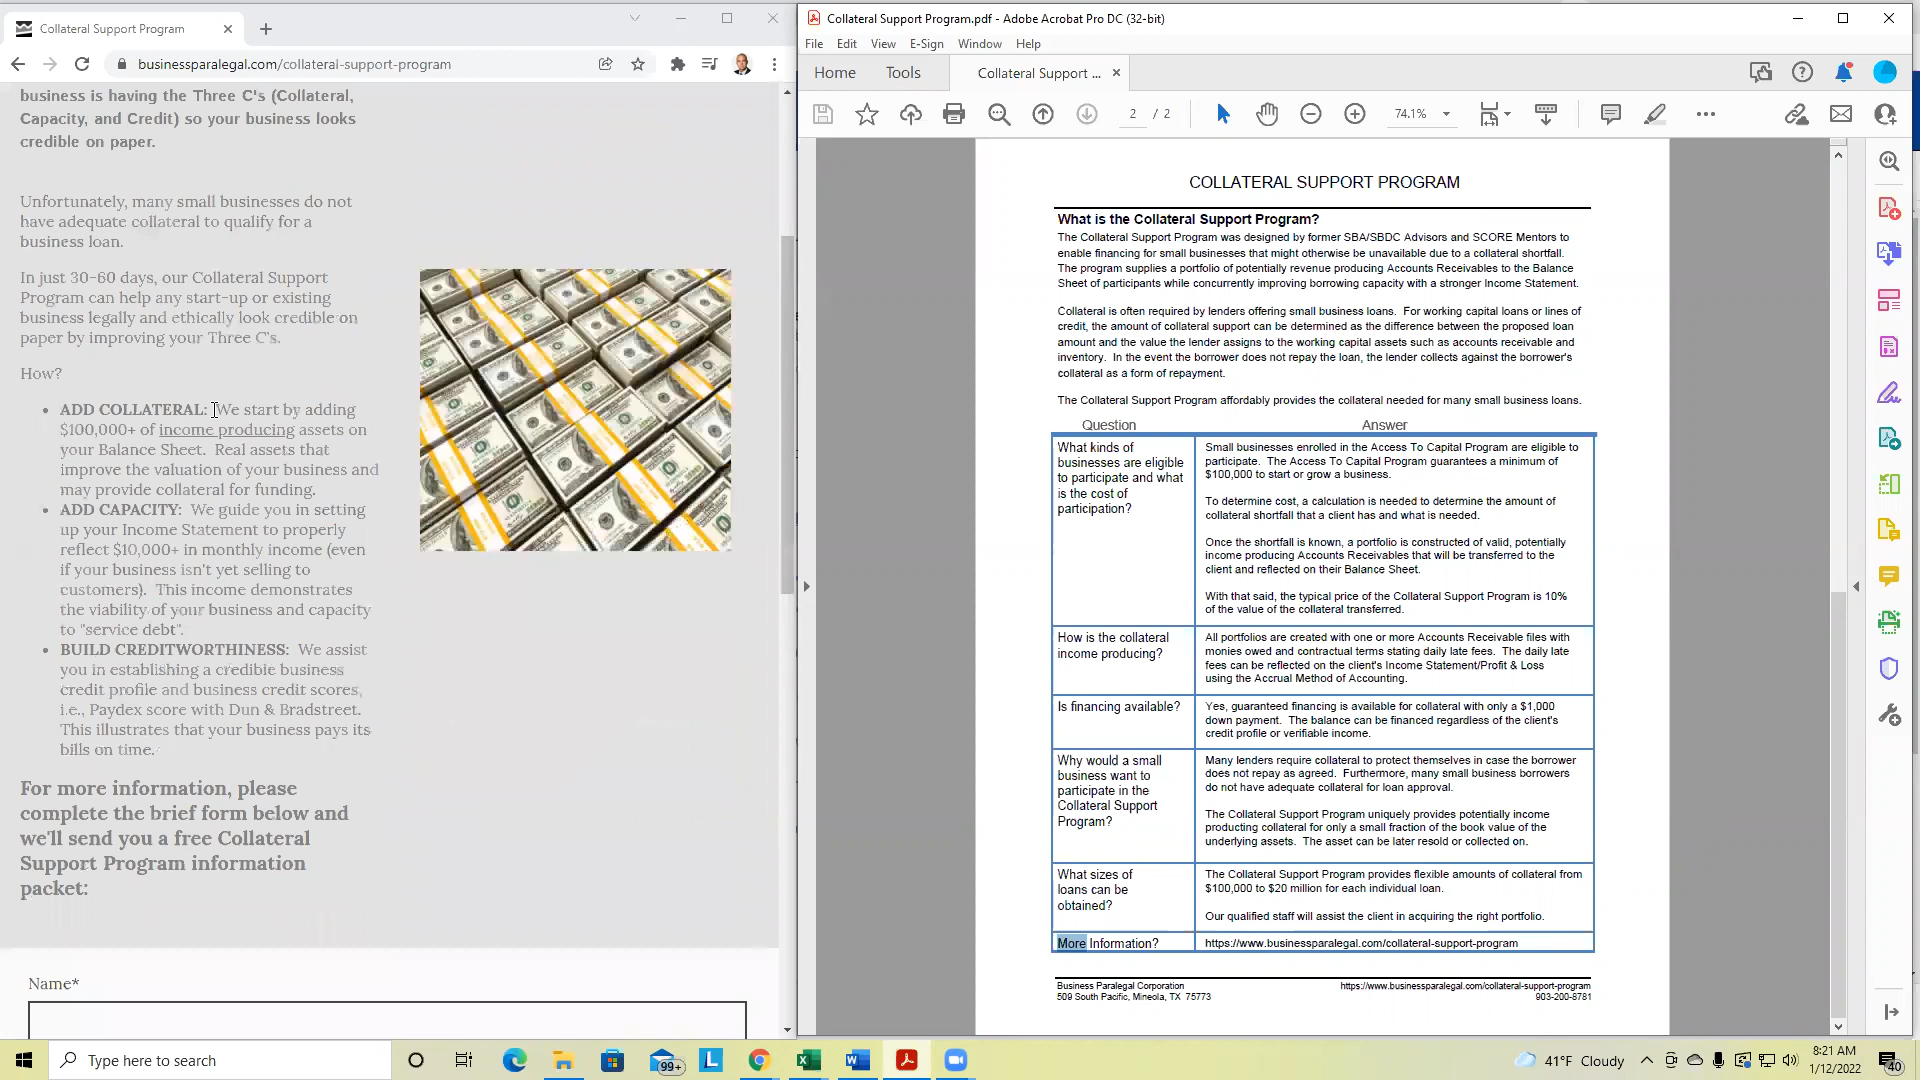 Collateral Support Program
businessparalegal.com/collateral-support-program
business is having the Three C's (Collateral,
Capacity, and Credit) so your business looks
credible on paper.
Unfortunately, many small businesses do not
have adequate collateral to qualify for a
business loan.
In just 30-60 days, our Collateral Support
Program can help any start-up or existing
business legally and ethically look credible on
paper by improving your Three C's.
How?
ADD COLLATERAL: We start by adding
$100,000+ of income producing assets on
your Balance Sheet. Real assets that
improve the valuation of your business and
may provide collateral for funding.
ADD CAPACITY: We guide you in setting
up your Income Statement to properly
reflect $10,000+ in monthly income (even
if your business isn't yet selling to
customers). This income demonstrates
the viability of your business and capacity
to "service debt".
BUILD CREDITWORTHINESS: We assist
you in establishing a credible business
credit profile and business credit scores,
i.e., Paydex score with Dun & Bradstreet.
This illustrates that your business pays its
bills on time.
For more information, please
complete the brief form below and
we'll send you a free Collateral
Support Program information
packet:
Name*
Collateral Support Program.pdf - Adobe Acrobat Pro DC (32-bit)
File Edit View E-Sign Window Help
Home Tools Collateral Support ...
2 / 2 74.1%
COLLATERAL SUPPORT PROGRAM
What is the Collateral Support Program?
The Collateral Support Program was designed by former SBA/SBDC Advisors and SCORE Mentors to
enable financing for small businesses that might otherwise be unavailable due to a collateral shortfall.
The program supplies a portfolio of potentially revenue producing Accounts Receivables to the Balance
Sheet of participants while concurrently improving borrowing capacity with a stronger Income Statement.
Collateral is often required by lenders offering small business loans. For working capital loans or lines of
credit, the amount of collateral support can be determined as the difference between the proposed loan
amount and the value the lender assigns to the working capital assets such as accounts receivable and
inventory. In the event the borrower does not repay the loan, the lender collects against the borrower's
collateral as a form of repayment.
The Collateral Support Program affordably provides the collateral needed for many small business loans.
Question Answer
What kinds of
businesses are eligible
to participate and what
is the cost of
participation?
Small businesses enrolled in the Access To Capital Program are eligible to
participate. The Access To Capital Program guarantees a minimum of
$100,000 to start or grow a business.
To determine cost, a calculation is needed to determine the amount of
collateral shortfall that a client has and what is needed.
Once the shortfall is known, a portfolio is constructed of valid, potentially
income producing Accounts Receivables that will be transferred to the
client and reflected on their Balance Sheet.
With that said, the typical price of the Collateral Support Program is 10%
of the value of the collateral transferred.
How is the collateral
income producing?
All portfolios are created with one or more Accounts Receivable files with
monies owed and contractual terms stating daily late fees. The daily late
fees can be reflected on the client's Income Statement/Profit & Loss
using the Accrual Method of Accounting.
Is financing available?
Yes, guaranteed financing is available for collateral with only a $1,000
down payment. The balance can be financed regardless of the client's
credit profile or verifiable income.
Why would a small
business want to
participate in the
Collateral Support
Program?
Many lenders require collateral to protect themselves in case the borrower
does not repay as agreed. Furthermore, many small business borrowers
do not have adequate collateral for loan approval.
The Collateral Support Program uniquely provides potentially income
producing collateral for only a small fraction of the book value of the
underlying assets. The asset can be later resold or collected on.
What sizes of
loans can be
obtained?
The Collateral Support Program provides flexible amounts of collateral from
$100,000 to $20 million for each individual loan.
Our qualified staff will assist the client in acquiring the right portfolio.
More Information?
https://www.businessparalegal.com/collateral-support-program
Business Paralegal Corporation
509 South Pacific, Mineola, TX 75773
https://www.businessparalegal.com/collateral-support-program
903-200-8781
Type here to search
99+
41°F Cloudy
8:21 AM
1/12/2022
40